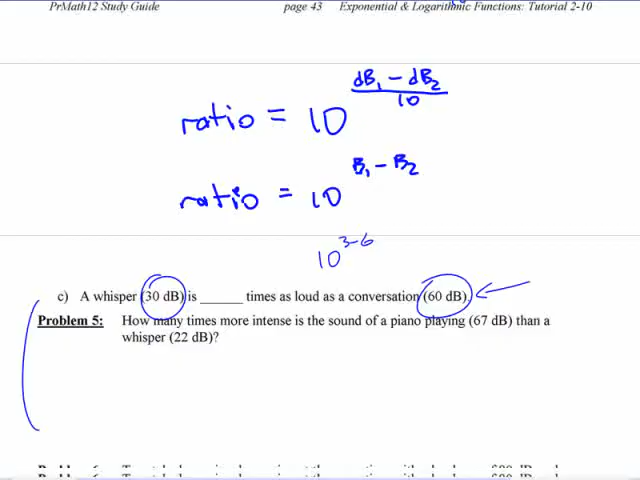 PrMath12 Study Guide page 43 Exponential & Logarithmic Functions: Tutorial 2-10
ratio = 10^((dB₁ - dB₂)/10)
ratio = 10^(B₁ - B₂)
10^(3-6)
c) A whisper (30 dB) is ______ times as loud as a conversation (60 dB).
Problem 5: How many times more intense is the sound of a piano playing (67 dB) than a
whisper (22 dB)?